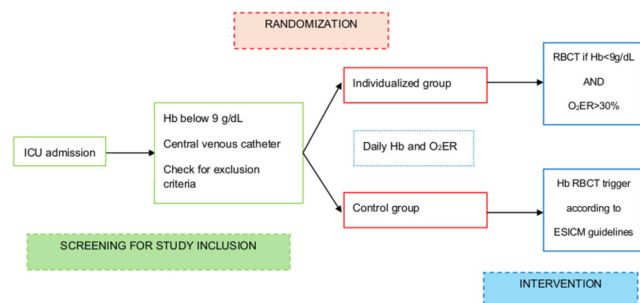 RANDOMIZATION
ICU admission
Hb below 9 g/dL
Central venous catheter
Check for exclusion
criteria
Individualized group
Daily Hb and O₂ER
Control group
RBCT if Hb<9g/dL
AND
O₂ER>30%
Hb RBCT trigger
according to
ESICM guidelines
SCREENING FOR STUDY INCLUSION
INTERVENTION